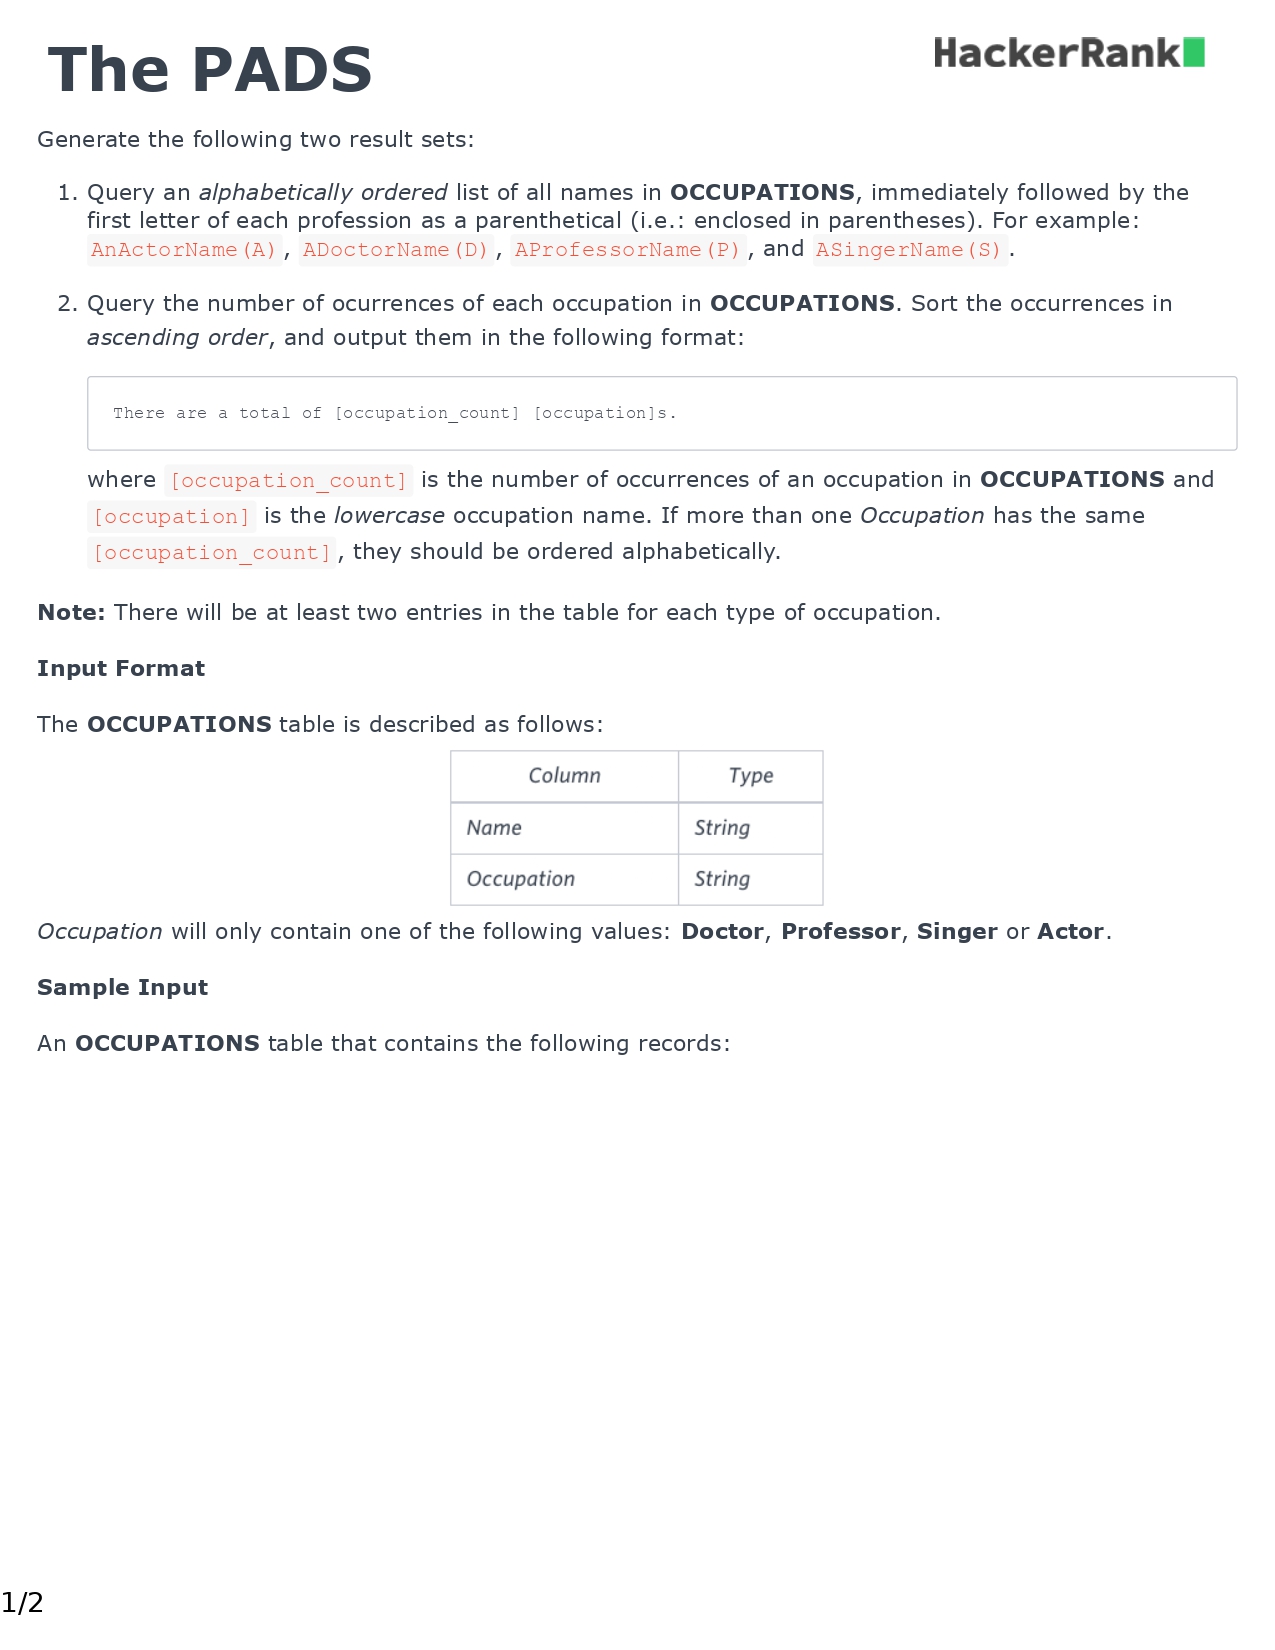 The PADS
HackerRank
Generate the following two result sets:
1. Query an alphabetically ordered list of all names in OCCUPATIONS, immediately followed by the
first letter of each profession as a parenthetical (i.e.: enclosed in parentheses). For example:
AnActorName(A), ADoctorName(D), AProfessorName(P), and ASingerName(S).
2. Query the number of ocurrences of each occupation in OCCUPATIONS. Sort the occurrences in
ascending order, and output them in the following format:
There are a total of [occupation_count] [occupation]s.
where [occupation_count] is the number of occurrences of an occupation in OCCUPATIONS and
[occupation] is the lowercase occupation name. If more than one Occupation has the same
[occupation_count], they should be ordered alphabetically.
Note: There will be at least two entries in the table for each type of occupation.
Input Format
The OCCUPATIONS table is described as follows:
Column Type
Name String
Occupation String
Occupation will only contain one of the following values: Doctor, Professor, Singer or Actor.
Sample Input
An OCCUPATIONS table that contains the following records:
1/2